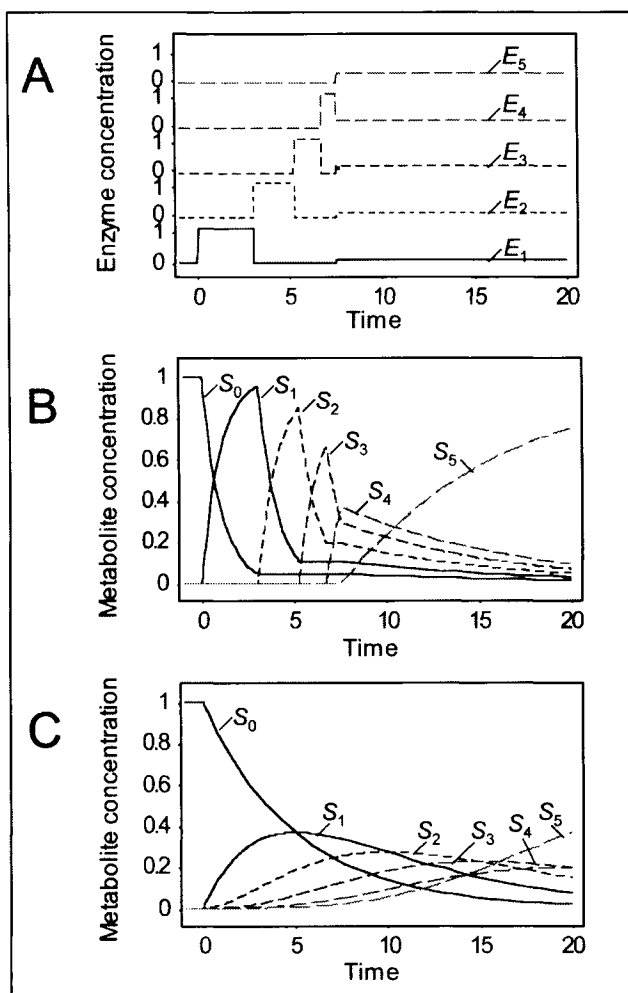 A
Enzyme concentration
1
0
1
0
1
0
1
0
1
0
E5
E4
E3
E2
E1
0 5 10 15 20
Time
B
Metabolite concentration
1
0.8
0.6
0.4
0.2
0
S0 S1 S2 S3 S4 S5
0 5 10 15 20
Time
C
Metabolite concentration
1
0.8
0.6
0.4
0.2
0
S0 S1 S2 S3 S4 S5
0 5 10 15 20
Time